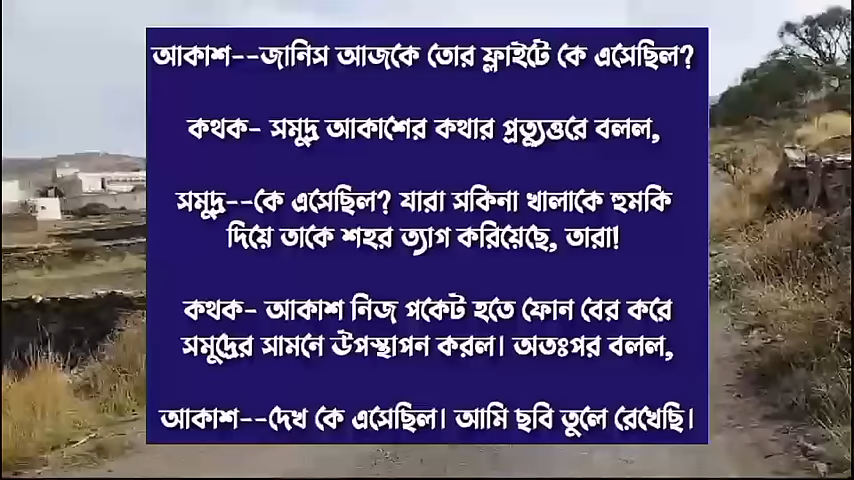 আকাশ--জানিস আজকে তোর ফ্লাইটে কে এসেছিল?
কথক- সমুদ্র আকাশের কথার প্রত্যুত্তরে বলল,
সমুদ্র--কে এসেছিল? যারা সকিনা খালাকে হুমকি
দিয়ে তাকে শহর ত্যাগ করিয়েছে, তারা!
কথক- আকাশ নিজ পকেট হতে ফোন বের করে
সমুদ্রের সামনে উপস্থাপন করল। অতঃপর বলল,
আকাশ--দেখ কে এসেছিল। আমি ছবি তুলে রেখেছি।